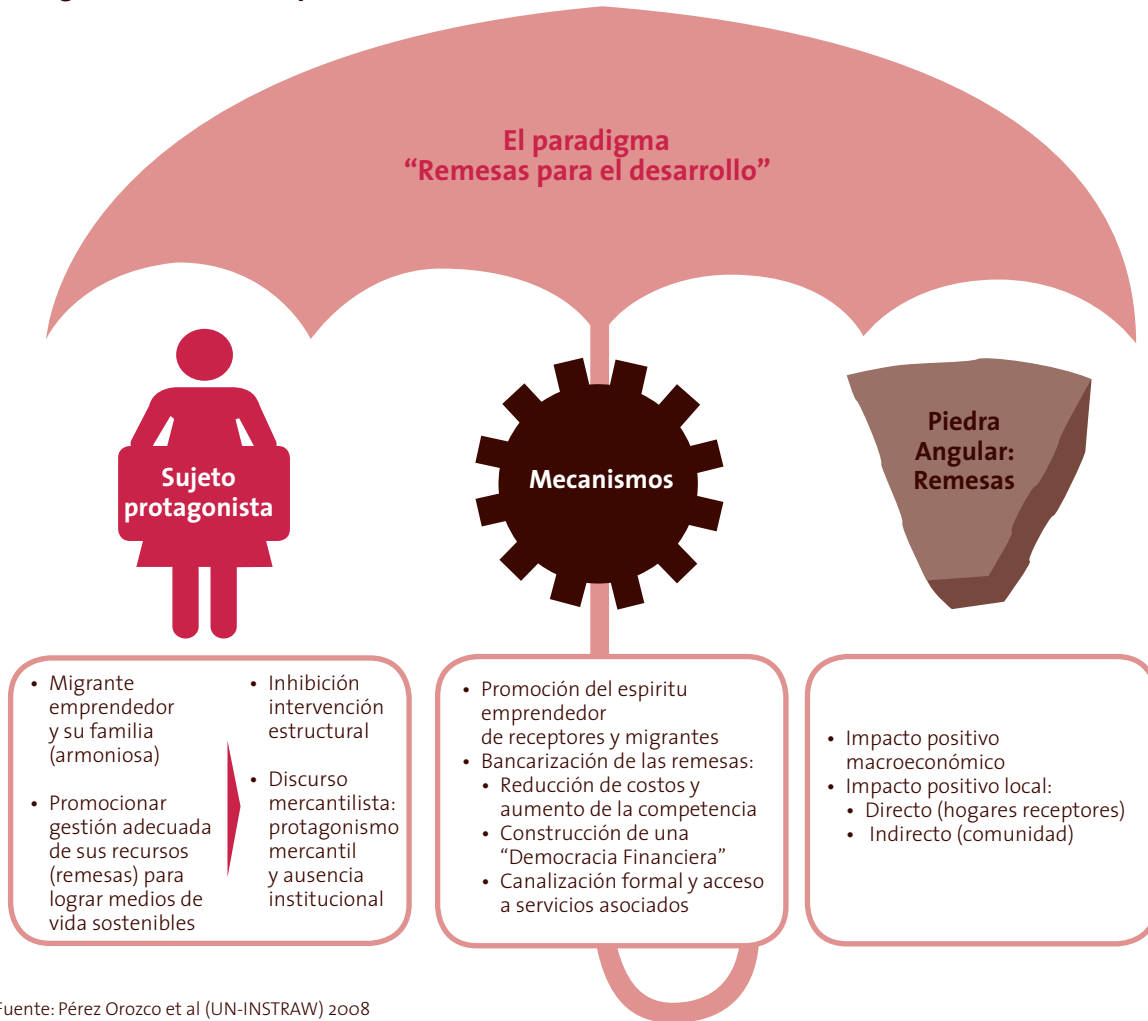 El paradigma
“Remesas para el desarrollo”
Sujeto
protagonista
Mecanismos
Piedra
Angular:
Remesas
• Migrante
emprendedor
y su familia
(armoniosa)
• Promocionar
gestión adecuada
de sus recursos
(remesas) para
lograr medios de
vida sostenibles
• Inhibición
intervención
estructural
• Discurso
mercantilista:
protagonismo
mercantil
y ausencia
institucional
• Promoción del espiritu
emprendedor
de receptores y migrantes
• Bancarización de las remesas:
• Reducción de costos y
aumento de la competencia
• Construcción de una
“Democracia Financiera”
• Canalización formal y acceso
a servicios asociados
• Impacto positivo
macroeconómico
• Impacto positivo local:
• Directo (hogares receptores)
• Indirecto (comunidad)
Fuente: Pérez Orozco et al (UN-INSTRAW) 2008